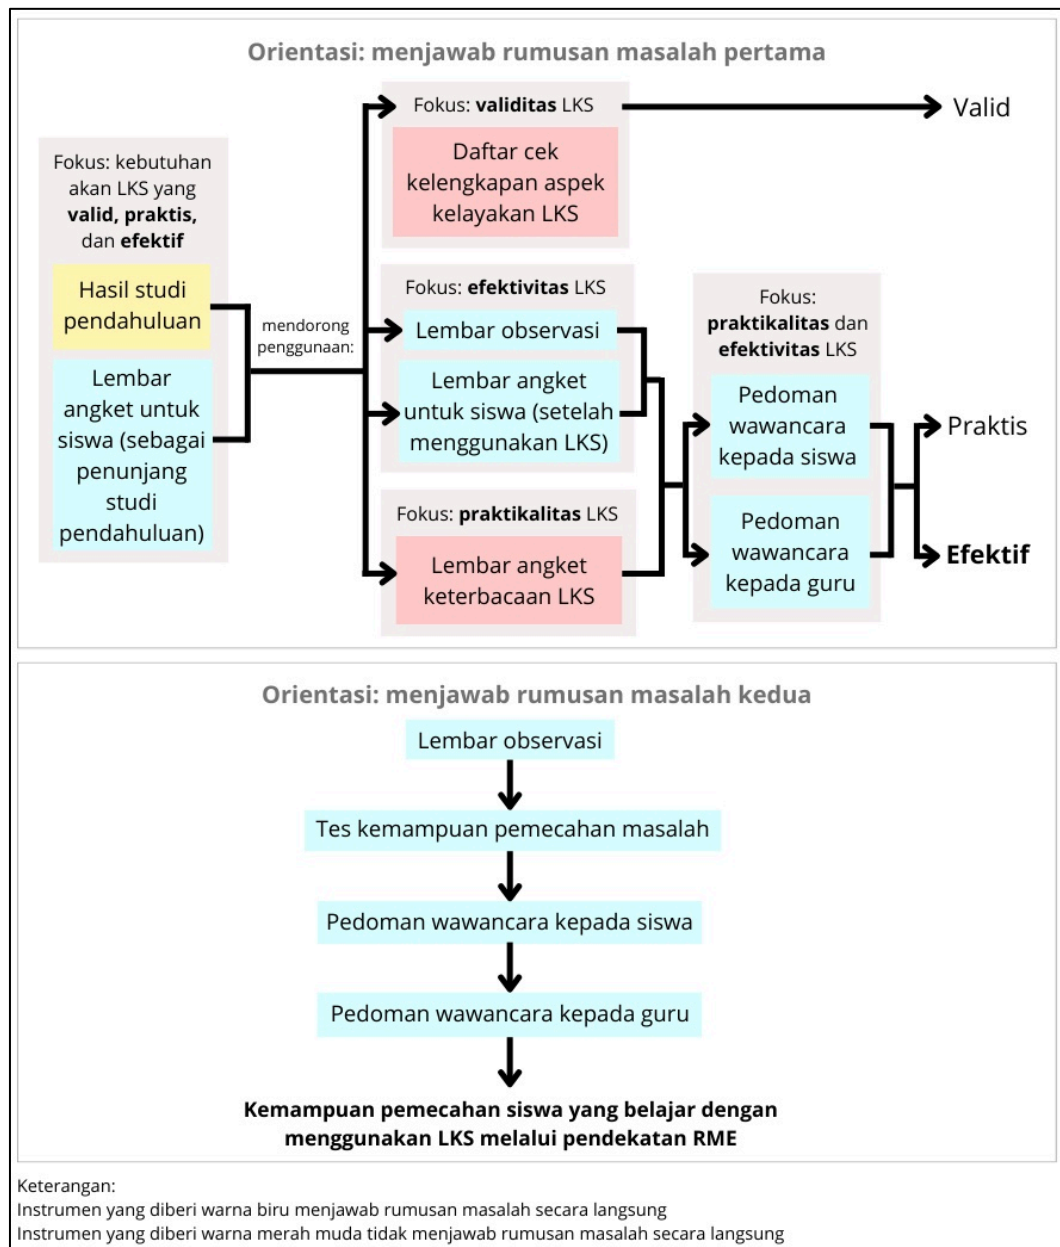 Orientasi: menjawab rumusan masalah pertama
Fokus: kebutuhan
akan LKS yang
valid, praktis,
dan efektif
Hasil studi
pendahuluan
Lembar
angket untuk
siswa (sebagai
penunjang
studi
pendahuluan)
mendorong
penggunaan:
Fokus: validitas LKS
Daftar cek
kelengkapan aspek
kelayakan LKS
Fokus: efektivitas LKS
Lembar observasi
Lembar angket
untuk siswa (setelah
menggunakan LKS)
Fokus: praktikalitas LKS
Lembar angket
keterbacaan LKS
Fokus:
praktikalitas dan
efektivitas LKS
Pedoman
wawancara
kepada siswa
Pedoman
wawancara
kepada guru
Valid
Praktis
Efektif
Orientasi: menjawab rumusan masalah kedua
Lembar observasi
Tes kemampuan pemecahan masalah
Pedoman wawancara kepada siswa
Pedoman wawancara kepada guru
Kemampuan pemecahan siswa yang belajar dengan
menggunakan LKS melalui pendekatan RME
Keterangan:
Instrumen yang diberi warna biru menjawab rumusan masalah secara langsung
Instrumen yang diberi warna merah muda tidak menjawab rumusan masalah secara langsung